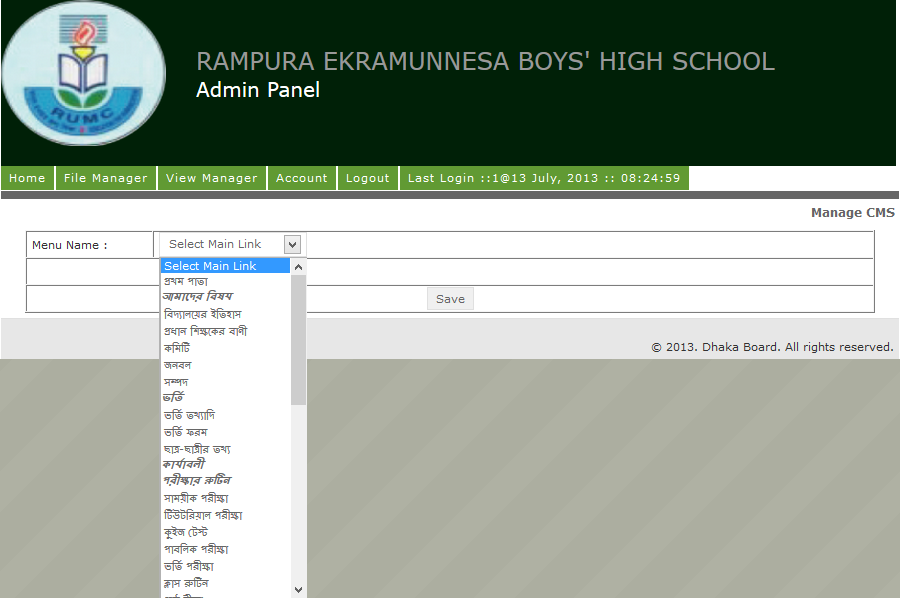 RAMPURA EKRAMUNNESA BOYS' HIGH SCHOOL
Admin Panel
RUMC
Home File Manager View Manager Account Logout Last Login ::1@13 July, 2013 :: 08:24:59
Manage CMS
Menu Name : Select Main Link
Select Main Link
প্রথম পাতা
আমাদের বিষয়
বিদ্যালয়ের ইতিহাস
প্রধান শিক্ষকের বাণী
কমিটি
Save
জনবল
© 2013. Dhaka Board. All rights reserved.
সম্পদ
ভর্তি
ভর্তি তথ্যাদি
ভর্তি ফরম
ছাত্র-ছাত্রীর তথ্য
কার্যাবলী
পরীক্ষার রুটিন
সাময়ীক পরীক্ষা
টিউটরিয়াল পরীক্ষা
কুইজ টেস্ট
পাবলিক পরীক্ষা
ভর্তি পরীক্ষা
ক্লাস রুটিন